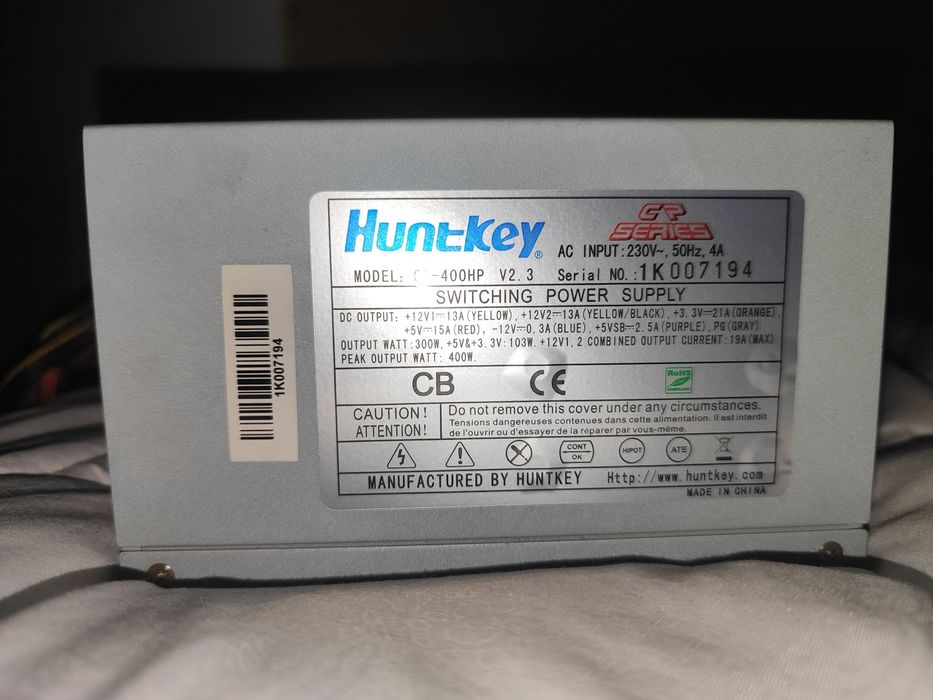 Huntkey®
GP SERIES
AC INPUT:230V~, 50Hz, 4A
MODEL: -400HP V2.3 Serial NO.:1K007194
SWITCHING POWER SUPPLY
DC OUTPUT: +12V1⎓13A(YELLOW), +12V2⎓13A(YELLOW/BLACK), +3.3V⎓21A(ORANGE),
+5V⎓15A(RED), -12V⎓0.3A(BLUE), +5VSB⎓2.5A(PURPLE), PG(GRAY)
OUTPUT WATT:300W, +5V&+3.3V:103W. +12V1,2 COMBINED OUTPUT CURRENT:19A(MAX)
PEAK OUTPUT WATT: 400W.
CB CE RoHS
COMPLIANT
CAUTION!
ATTENTION!
Do not remove this cover under any circumstances.
Tensions dangereuses contenues dans cette alimentation. Il est interdit
de l'ouvrir ou d'essayer de la réparer par vous-même.
CONT
OK
HIPOT
ATE
MANUFACTURED BY HUNTKEY Http://www.huntkey.com
MADE IN CHINA
1K007194